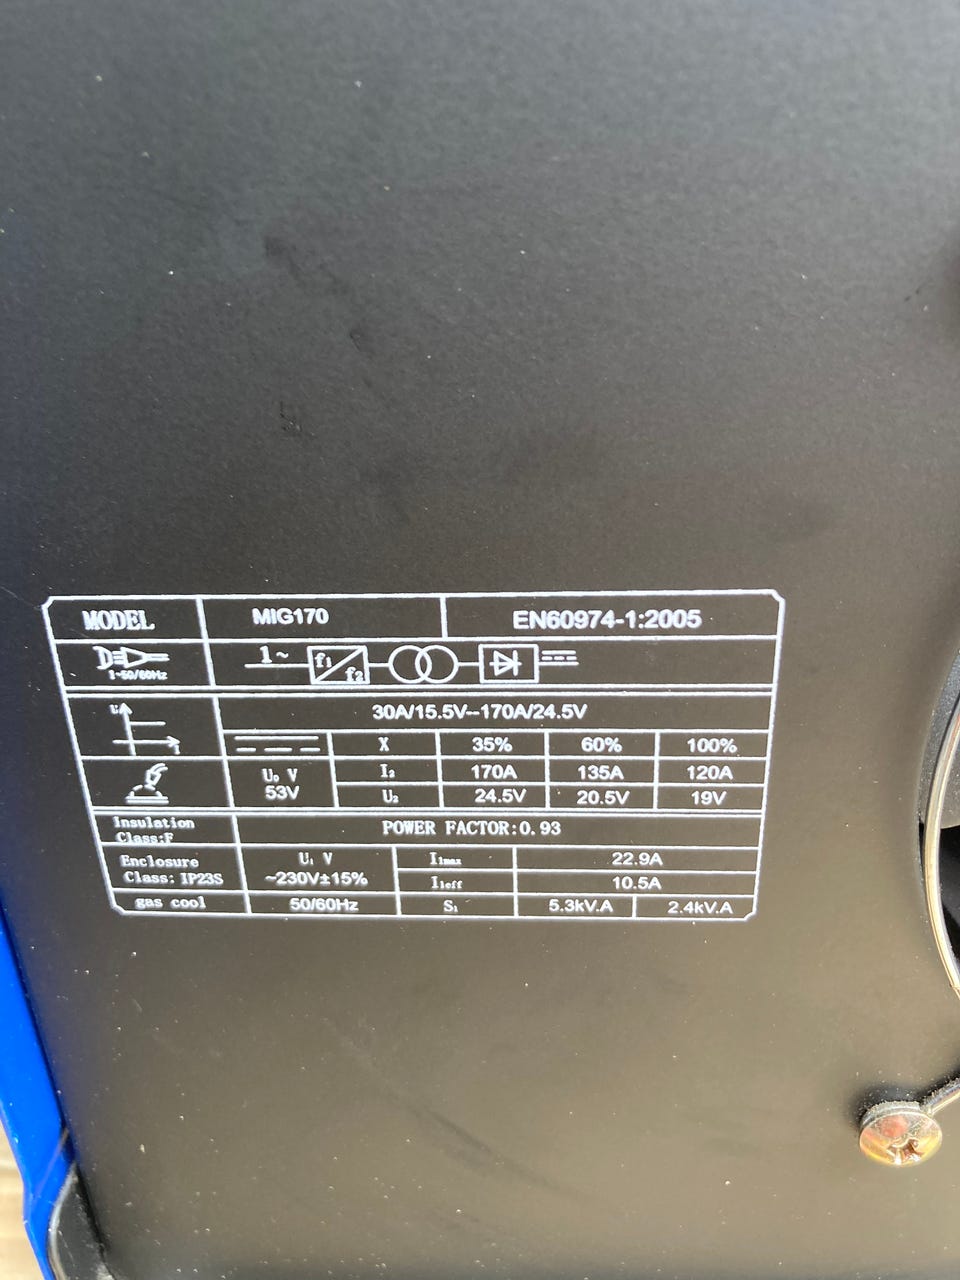 MODEL MIG170 EN60974-1:2005
1~50/60Hz 1~ f1 f2
30A/15.5V--170A/24.5V
X 35% 60% 100%
U₀ V 53V I₂ 170A 135A 120A
U₂ 24.5V 20.5V 19V
Insulation Class:F POWER FACTOR:0.93
Enclosure Class: IP23S U₁ V ~230V±15% I₁max 22.9A
I₁eff 10.5A
gas cool 50/60Hz S₁ 5.3kV.A 2.4kV.A